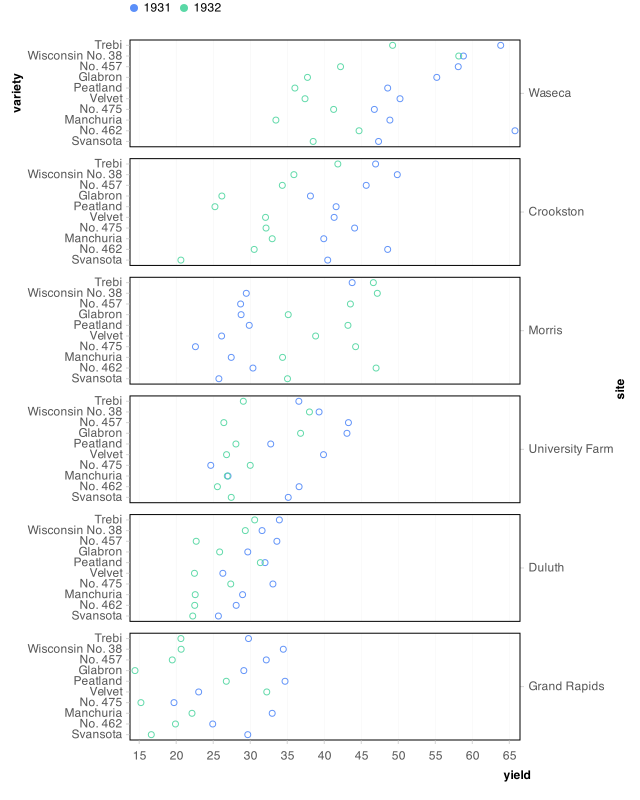 1931 1932
variety
Trebi
Wisconsin No. 38
No. 457
Glabron
Peatland
Velvet
No. 475
Manchuria
No. 462
Svansota
Waseca
Trebi
Wisconsin No. 38
No. 457
Glabron
Peatland
Velvet
No. 475
Manchuria
No. 462
Svansota
Crookston
Trebi
Wisconsin No. 38
No. 457
Glabron
Peatland
Velvet
No. 475
Manchuria
No. 462
Svansota
Morris
site
Trebi
Wisconsin No. 38
No. 457
Glabron
Peatland
Velvet
No. 475
Manchuria
No. 462
Svansota
University Farm
Trebi
Wisconsin No. 38
No. 457
Glabron
Peatland
Velvet
No. 475
Manchuria
No. 462
Svansota
Duluth
Trebi
Wisconsin No. 38
No. 457
Glabron
Peatland
Velvet
No. 475
Manchuria
No. 462
Svansota
Grand Rapids
15 20 25 30 35 40 45 50 55 60 65
yield